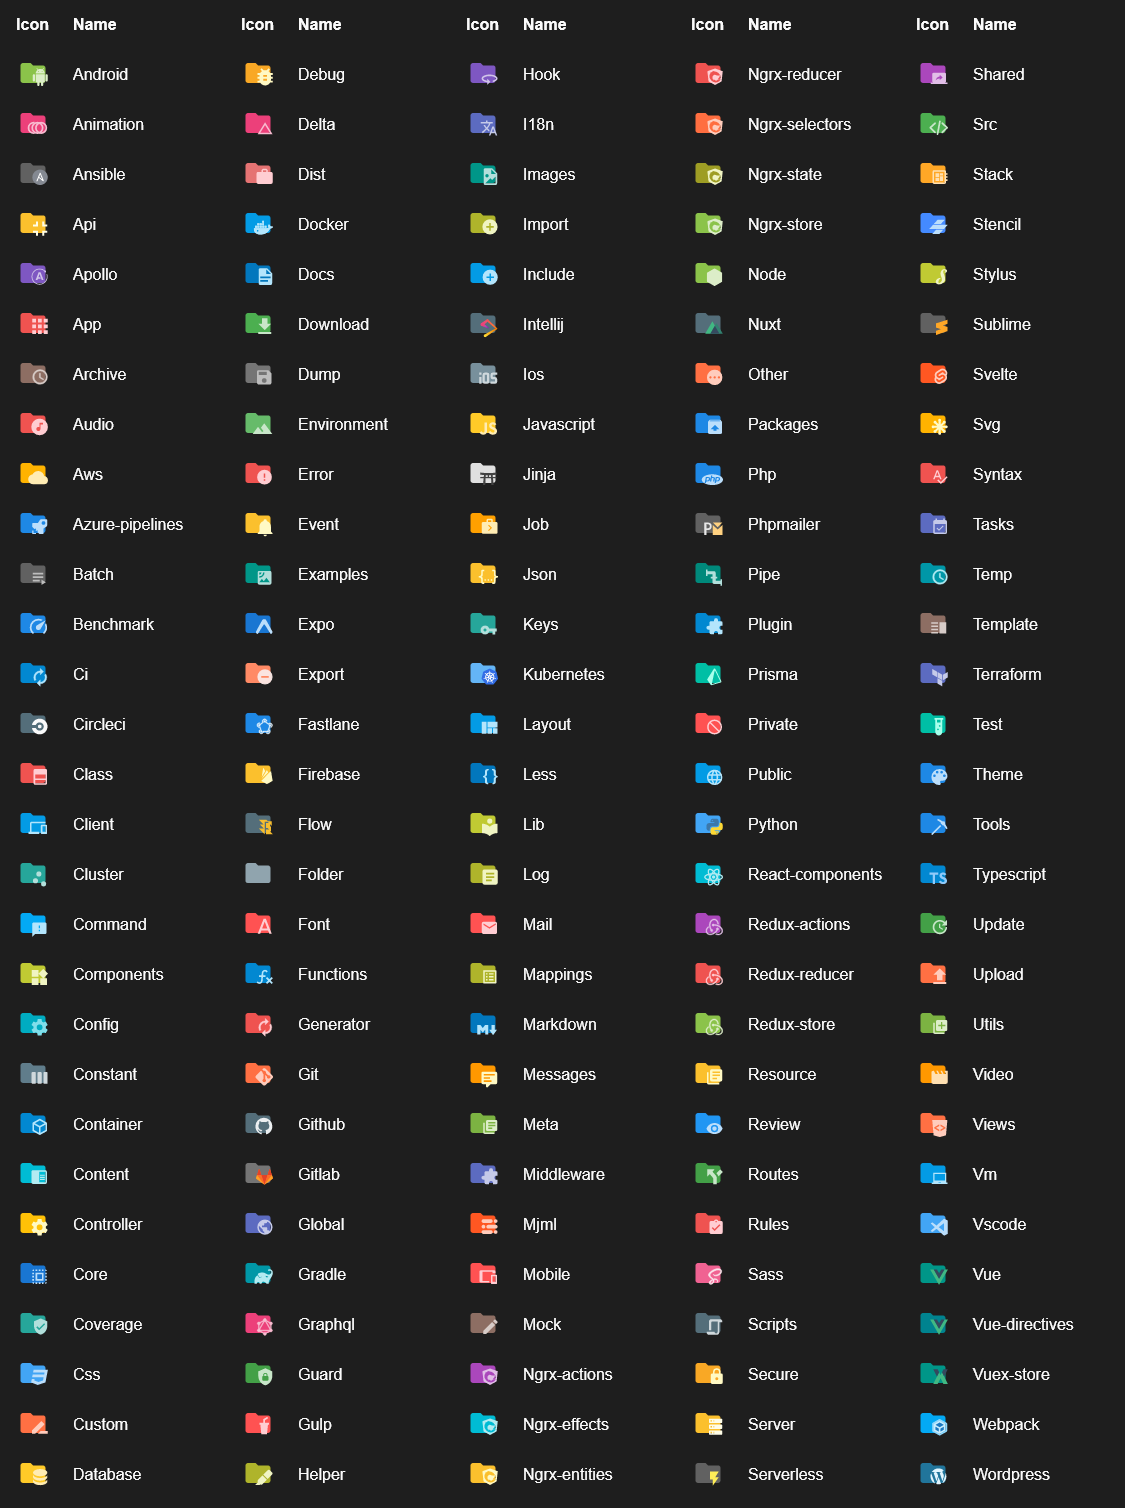 Icon Name Icon Name Icon Name Icon Name Icon Name
Android Debug Hook Ngrx-reducer Shared
Animation Delta I18n Ngrx-selectors Src
Ansible Dist Images Ngrx-state Stack
Api Docker Import Ngrx-store Stencil
Apollo Docs Include Node Stylus
App Download Intellij Nuxt Sublime
Archive Dump Ios Other Svelte
Audio Environment Javascript Packages Svg
Aws Error Jinja Php Syntax
Azure-pipelines Event Job Phpmailer Tasks
Batch Examples Json Pipe Temp
Benchmark Expo Keys Plugin Template
Ci Export Kubernetes Prisma Terraform
Circleci Fastlane Layout Private Test
Class Firebase Less Public Theme
Client Flow Lib Python Tools
Cluster Folder Log React-components Typescript
Command Font Mail Redux-actions Update
Components Functions Mappings Redux-reducer Upload
Config Generator Markdown Redux-store Utils
Constant Git Messages Resource Video
Container Github Meta Review Views
Content Gitlab Middleware Routes Vm
Controller Global Mjml Rules Vscode
Core Gradle Mobile Sass Vue
Coverage Graphql Mock Scripts Vue-directives
Css Guard Ngrx-actions Secure Vuex-store
Custom Gulp Ngrx-effects Server Webpack
Database Helper Ngrx-entities Serverless Wordpress